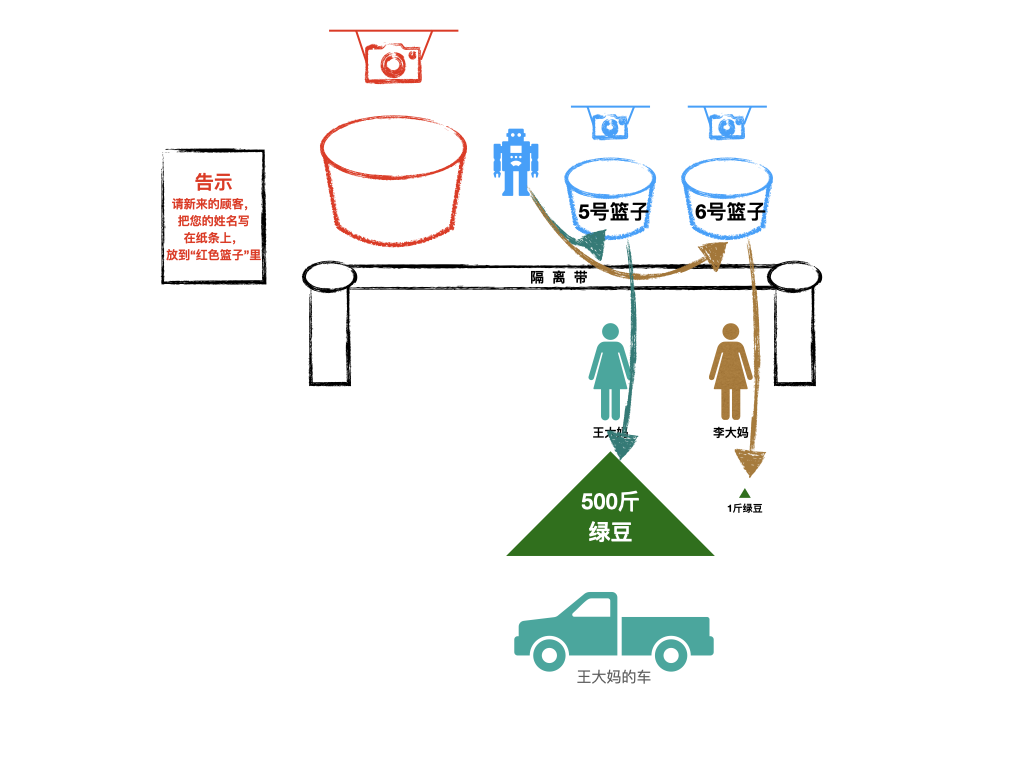 告示
请新来的顾客，
把您的姓名写
在纸条上，
放到“红色篮子”里
5号篮子
6号篮子
隔 离 带
王大妈
李大妈
500斤
绿豆
1斤绿豆
王大妈的车